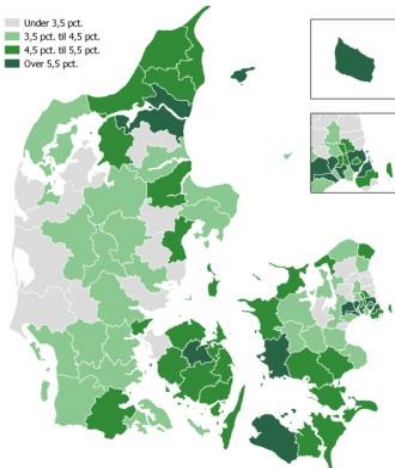 Under 3,5 pct.
3,5 pct. til 4,5 pct.
4,5 pct. til 5,5 pct.
Over 5,5 pct.